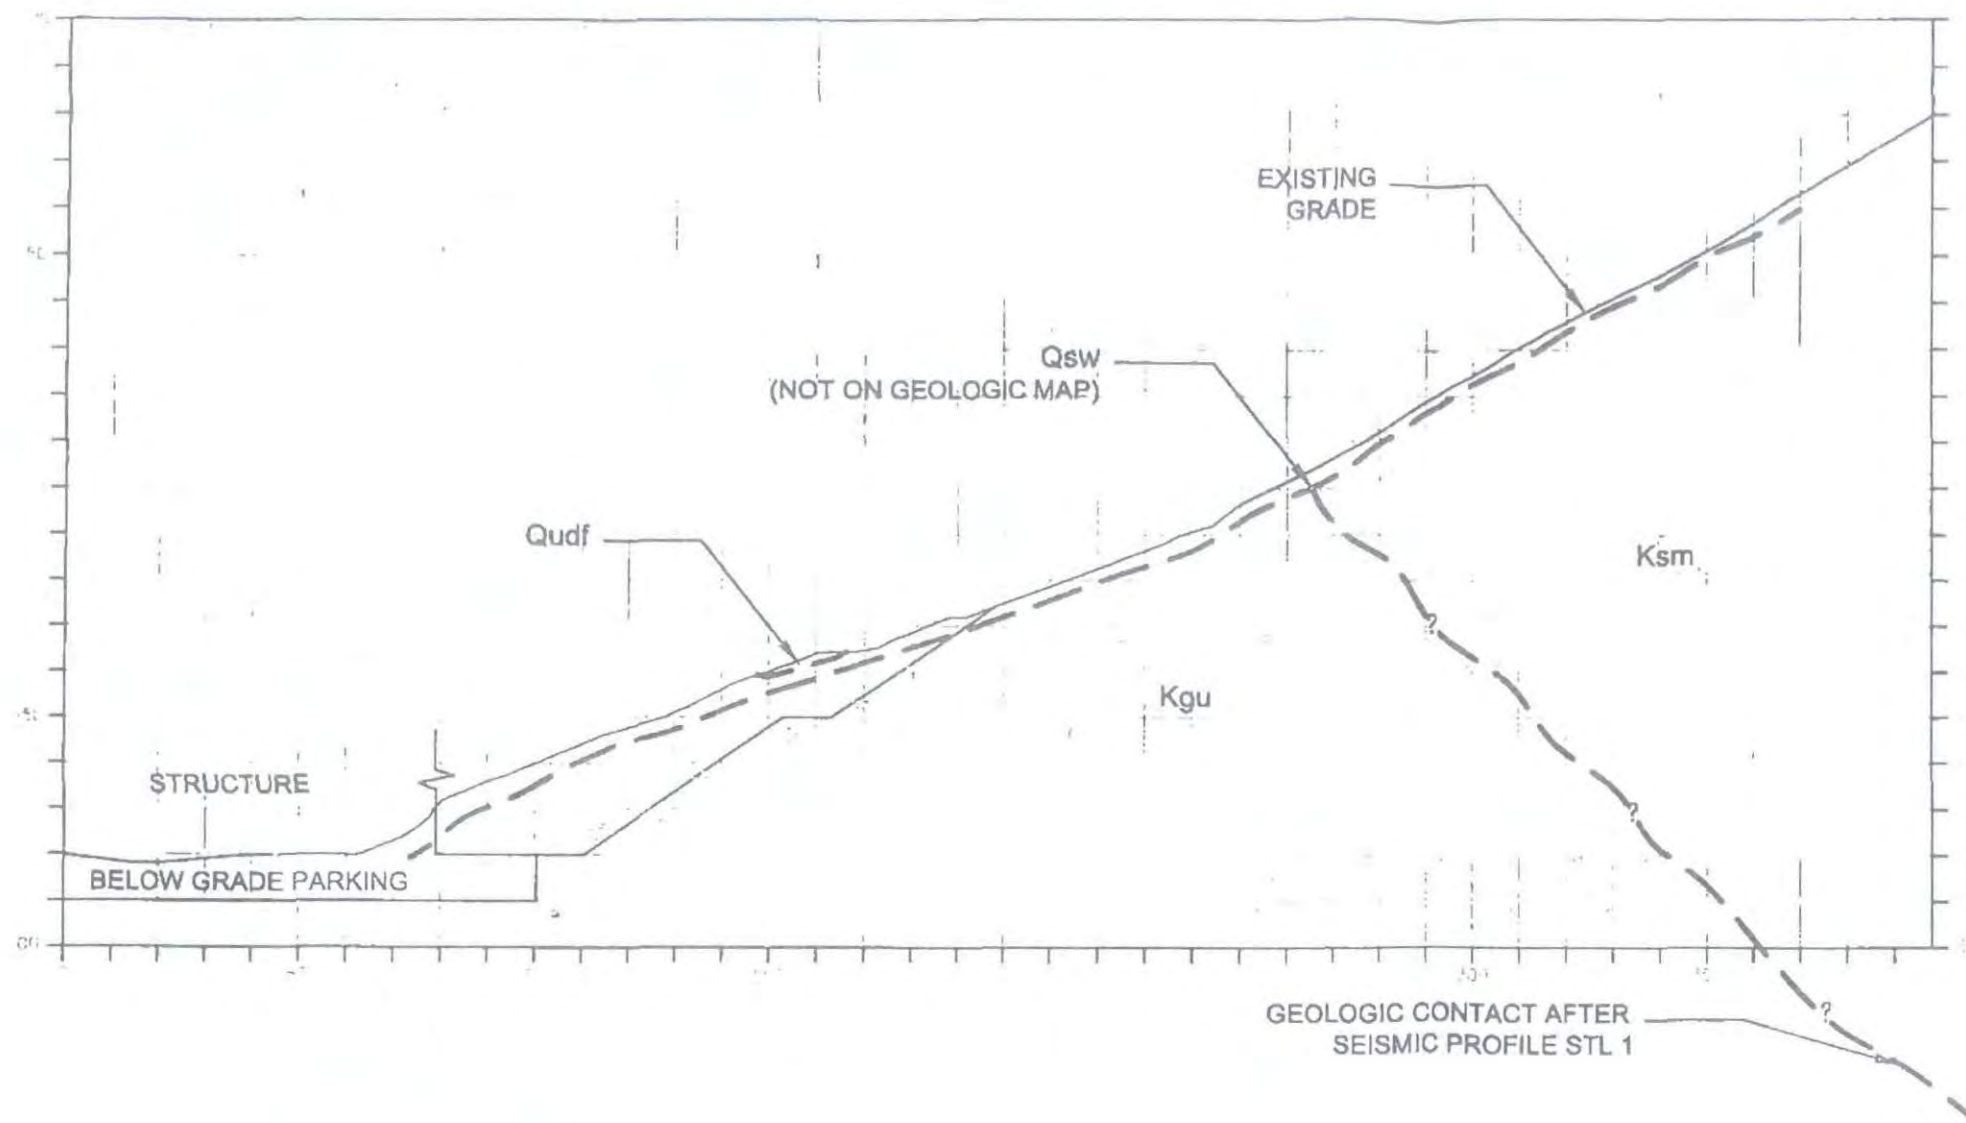 EXISTING
GRADE
Qsw
(NOT ON GEOLOGIC MAP)
Qudf
Ksm
?
Kgu
STRUCTURE
?
BELOW GRADE PARKING
?
GEOLOGIC CONTACT AFTER
SEISMIC PROFILE STL 1